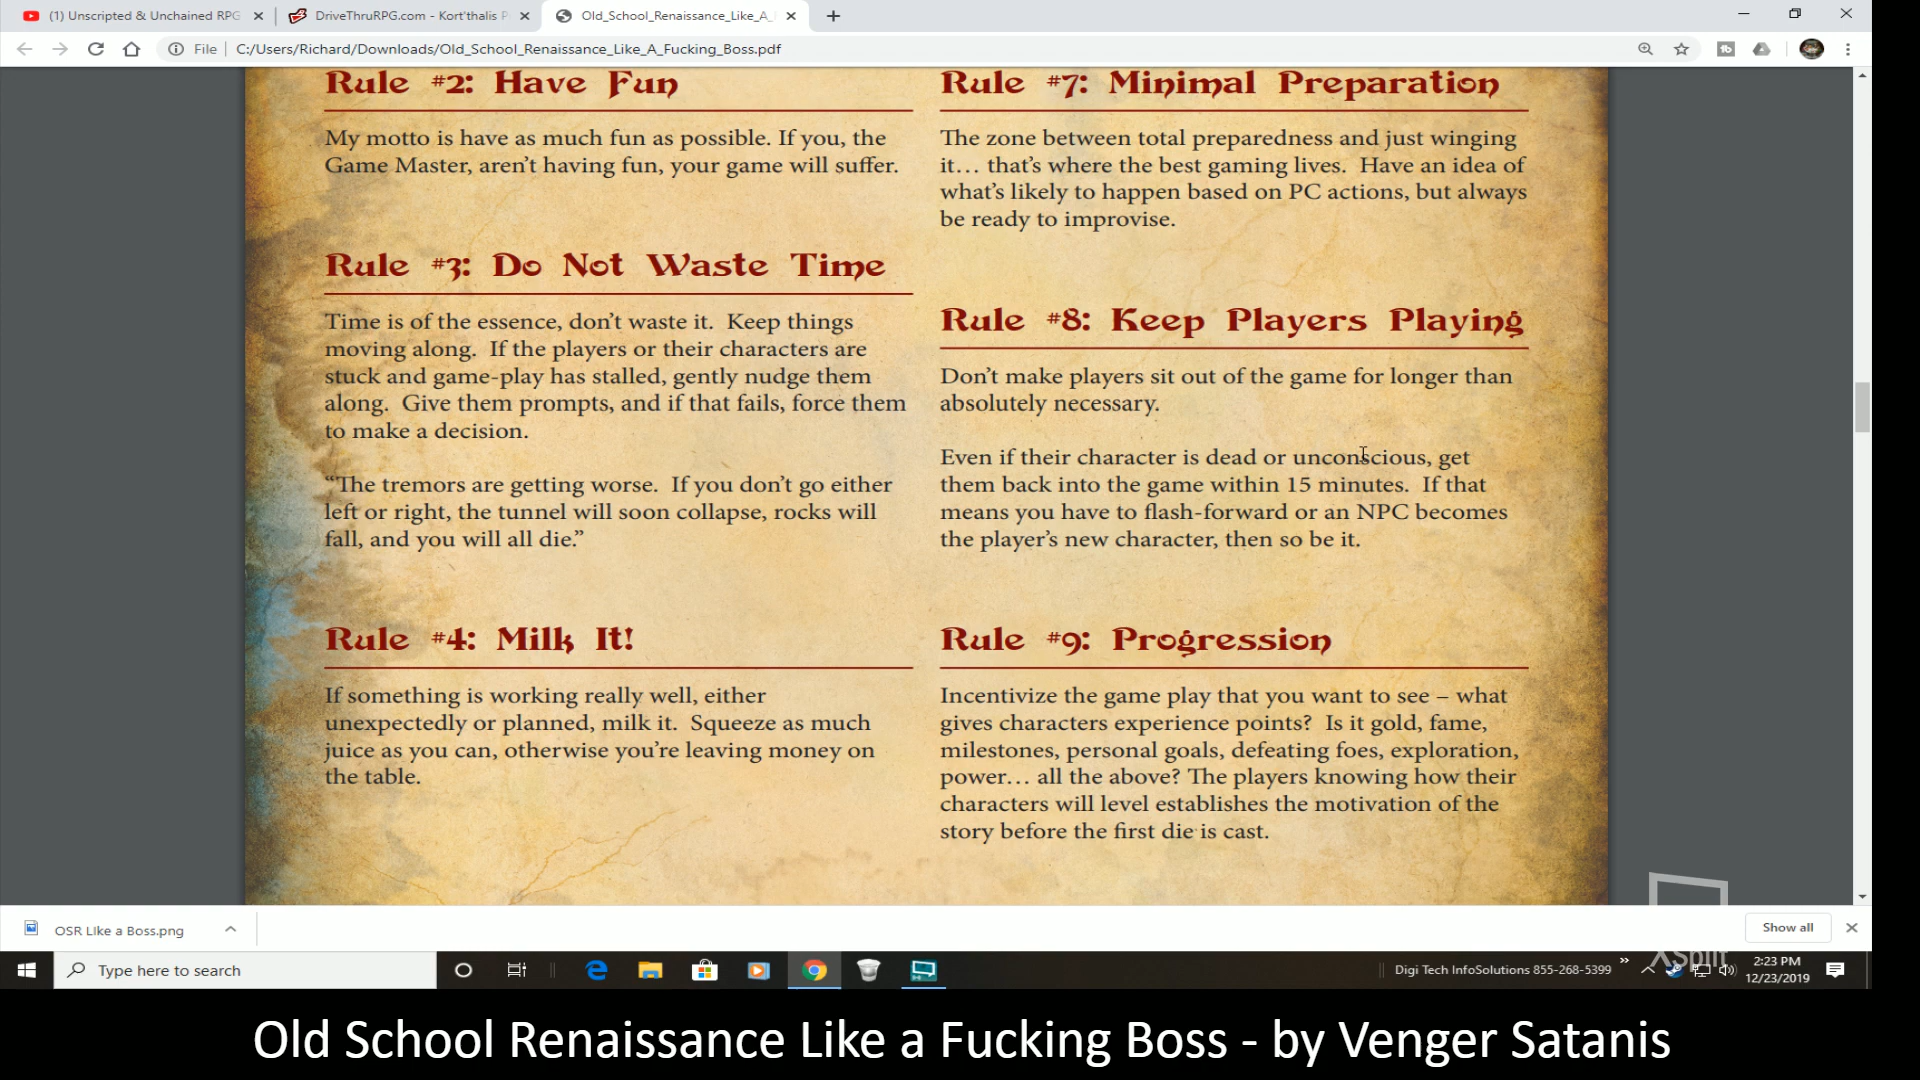 (1) Unscripted & Unchained RPG
DriveThruRPG.com - Kort'thalis P
Old_School_Renaissance_Like_A_
File | C:/Users/Richard/Downloads/Old_School_Renaissance_Like_A_Fucking_Boss.pdf
Rule #2: Have Fun
My motto is have as much fun as possible. If you, the
Game Master, aren’t having fun, your game will suffer.
Rule #3: Do Not Waste Time
Time is of the essence, don’t waste it. Keep things
moving along. If the players or their characters are
stuck and game-play has stalled, gently nudge them
along. Give them prompts, and if that fails, force them
to make a decision.
“The tremors are getting worse. If you don’t go either
left or right, the tunnel will soon collapse, rocks will
fall, and you will all die.”
Rule #4: Milk It!
If something is working really well, either
unexpectedly or planned, milk it. Squeeze as much
juice as you can, otherwise you’re leaving money on
the table.
Rule #7: Minimal Preparation
The zone between total preparedness and just winging
it… that’s where the best gaming lives. Have an idea of
what’s likely to happen based on PC actions, but always
be ready to improvise.
Rule #8: Keep Players Playing
Don’t make players sit out of the game for longer than
absolutely necessary.
Even if their character is dead or unconscious, get
them back into the game within 15 minutes. If that
means you have to flash-forward or an NPC becomes
the player’s new character, then so be it.
Rule #9: Progression
Incentivize the game play that you want to see – what
gives characters experience points? Is it gold, fame,
milestones, personal goals, defeating foes, exploration,
power… all the above? The players knowing how their
characters will level establishes the motivation of the
story before the first die is cast.
OSR Like a Boss.png
Show all
Type here to search
Digi Tech InfoSolutions 855-268-5399
XSplit
2:23 PM
12/23/2019
Old School Renaissance Like a Fucking Boss - by Venger Satanis